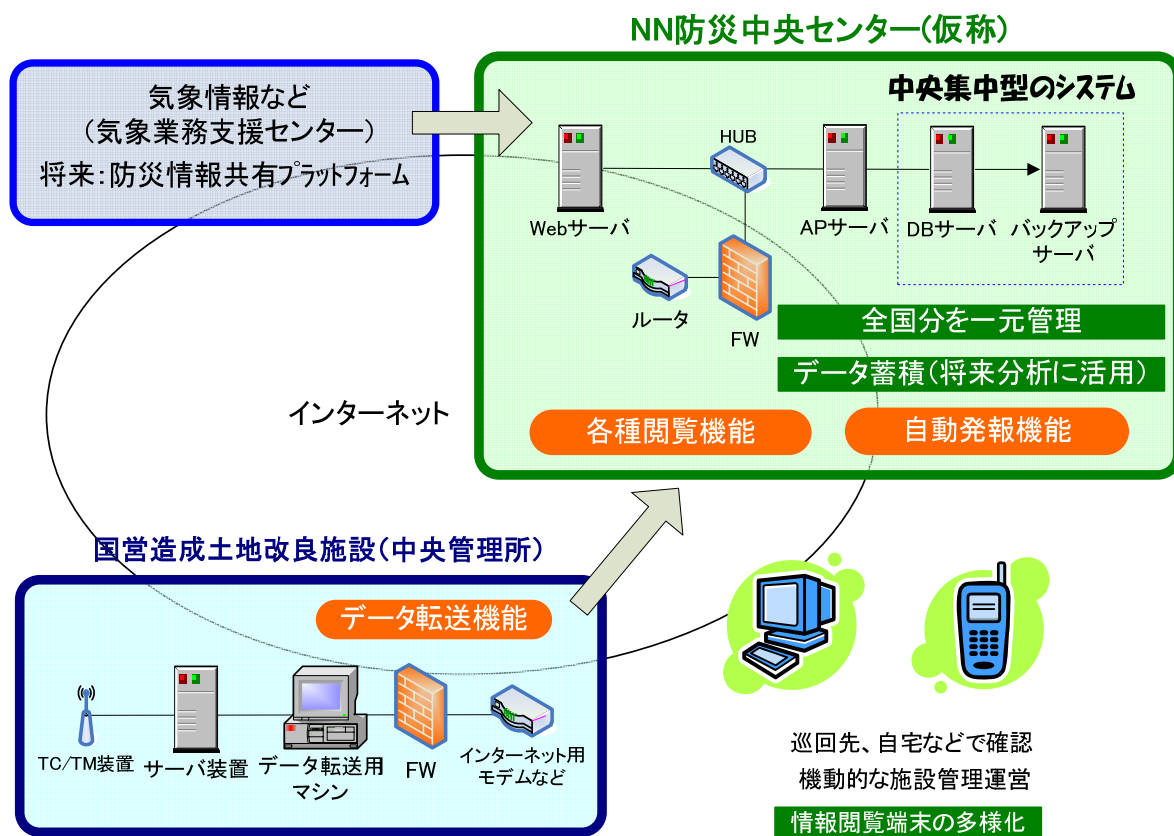 NN防災中央センター(仮称)
気象情報など
(気象業務支援センター)
将来:防災情報共有プラットフォーム
中央集中型のシステム
HUB
Webサーバ
APサーバ
DBサーバ
バックアップ
サーバ
ルータ
FW
全国分を一元管理
データ蓄積(将来分析に活用)
各種閲覧機能
自動発報機能
インターネット
国営造成土地改良施設(中央管理所)
データ転送機能
TC/TM装置
サーバ装置
データ転送用
マシン
FW
インターネット用
モデムなど
巡回先、自宅などで確認
機動的な施設管理運営
情報閲覧端末の多様化